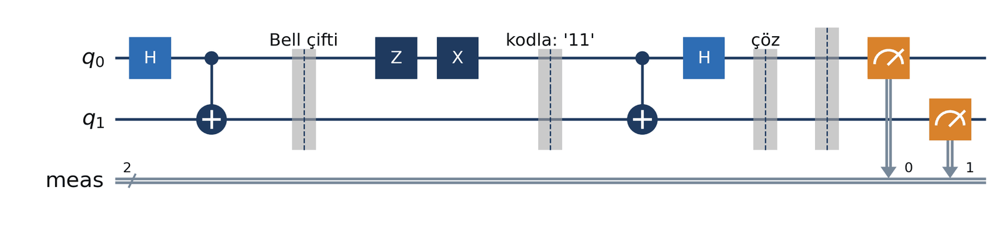 Bell çifti kodla: '11' çöz
q0 H Z X H
q1
meas 2 0 1